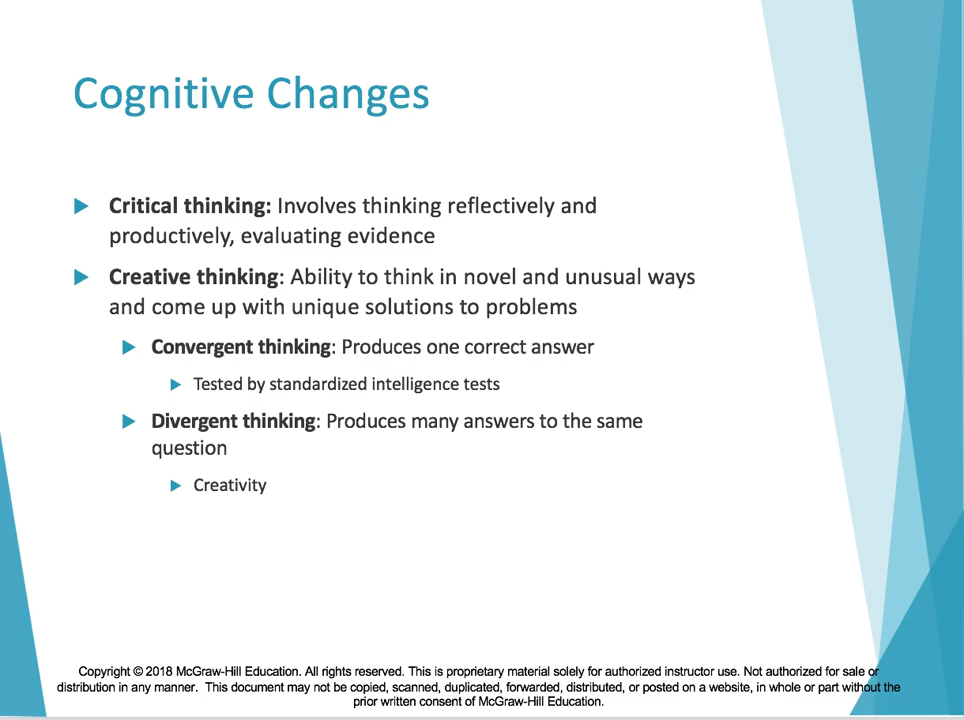 Cognitive Changes
Critical thinking: Involves thinking reflectively and
productively, evaluating evidence
Creative thinking: Ability to think in novel and unusual ways
and come up with unique solutions to problems
Convergent thinking: Produces one correct answer
Tested by standardized intelligence tests
Divergent thinking: Produces many answers to the same
question
Creativity
Copyright © 2018 McGraw-Hill Education. All rights reserved. This is proprietary material solely for authorized instructor use. Not authorized for sale or
distribution in any manner. This document may not be copied, scanned, duplicated, forwarded, distributed, or posted on a website, in whole or part without the
prior written consent of McGraw-Hill Education.